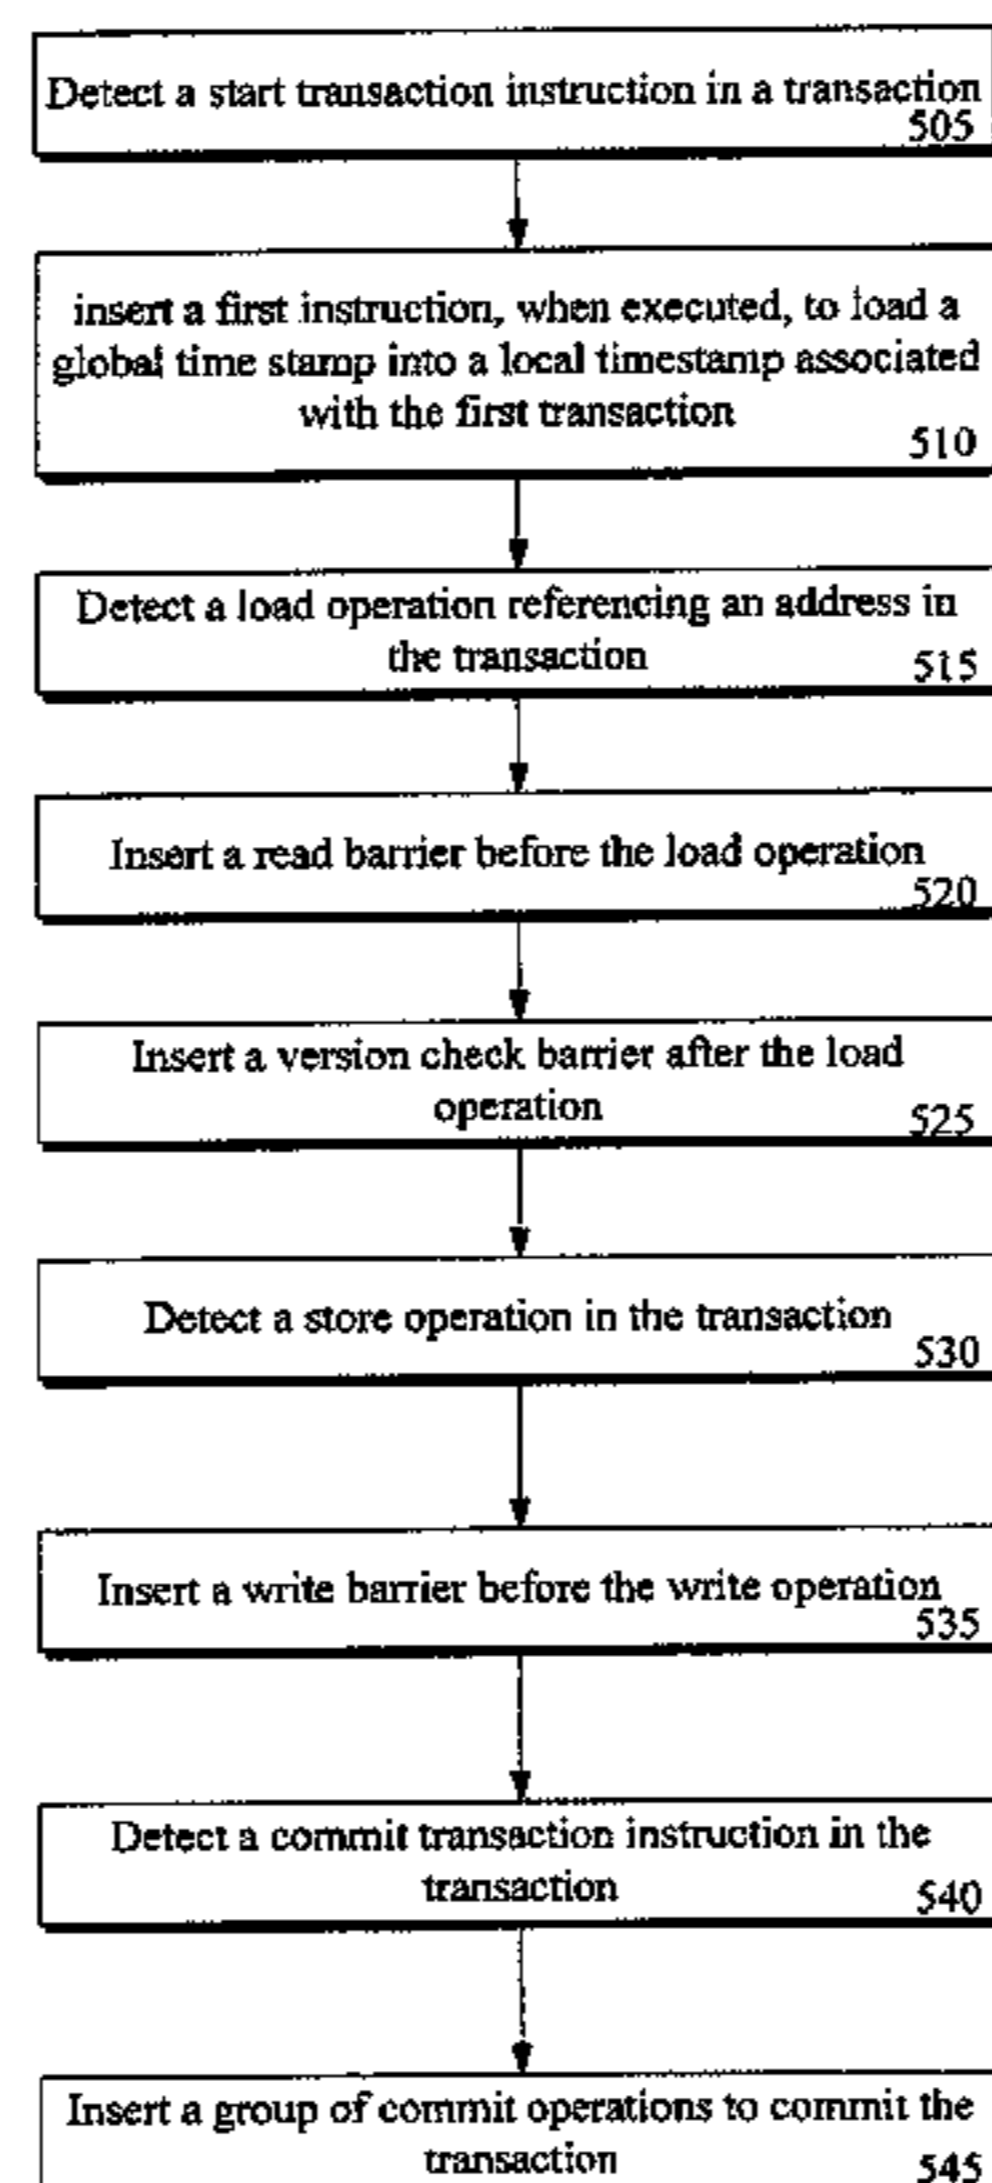 Detect a start transaction instruction in a transaction
505
insert a first instruction, when executed, to load a
global time stamp into a local timestamp associated
with the first transaction
510
Detect a load operation referencing an address in
the transaction
515
Insert a read barrier before the load operation
520
Insert a version check barrier after the load
operation
525
Detect a store operation in the transaction
530
Insert a write barrier before the write operation
535
Detect a commit transaction instruction in the
transaction
540
Insert a group of commit operations to commit the
transaction
545